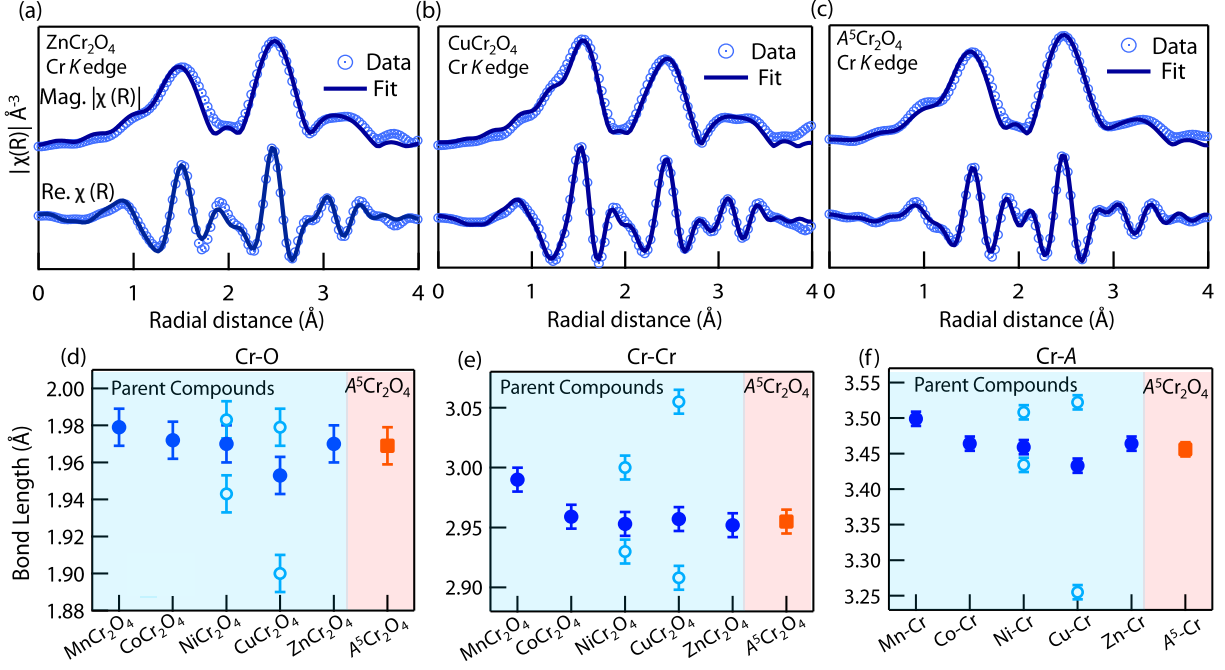 (a)
ZnCr₂O₄
Cr K edge
Mag. |χ (R)|
Data
Fit
Re. χ (R)
|χ(R)| Å⁻³
0 1 2 3 4
Radial distance (Å)
(b)
CuCr₂O₄
Cr K edge
Data
Fit
0 1 2 3 4
Radial distance (Å)
(c)
A⁵Cr₂O₄
Cr K edge
Data
Fit
0 1 2 3 4
Radial distance (Å)
(d)
Cr-O
Parent Compounds
A⁵Cr₂O₄
Bond Length (Å)
2.00
1.98
1.96
1.94
1.92
1.90
1.88
MnCr₂O₄
CoCr₂O₄
NiCr₂O₄
CuCr₂O₄
ZnCr₂O₄
A⁵Cr₂O₄
(e)
Cr-Cr
Parent Compounds
A⁵Cr₂O₄
3.05
3.00
2.95
2.90
MnCr₂O₄
CoCr₂O₄
NiCr₂O₄
CuCr₂O₄
ZnCr₂O₄
A⁵Cr₂O₄
(f)
Cr-A
Parent Compounds
A⁵Cr₂O₄
3.55
3.50
3.45
3.40
3.35
3.30
3.25
Mn-Cr
Co-Cr
Ni-Cr
Cu-Cr
Zn-Cr
A⁵-Cr